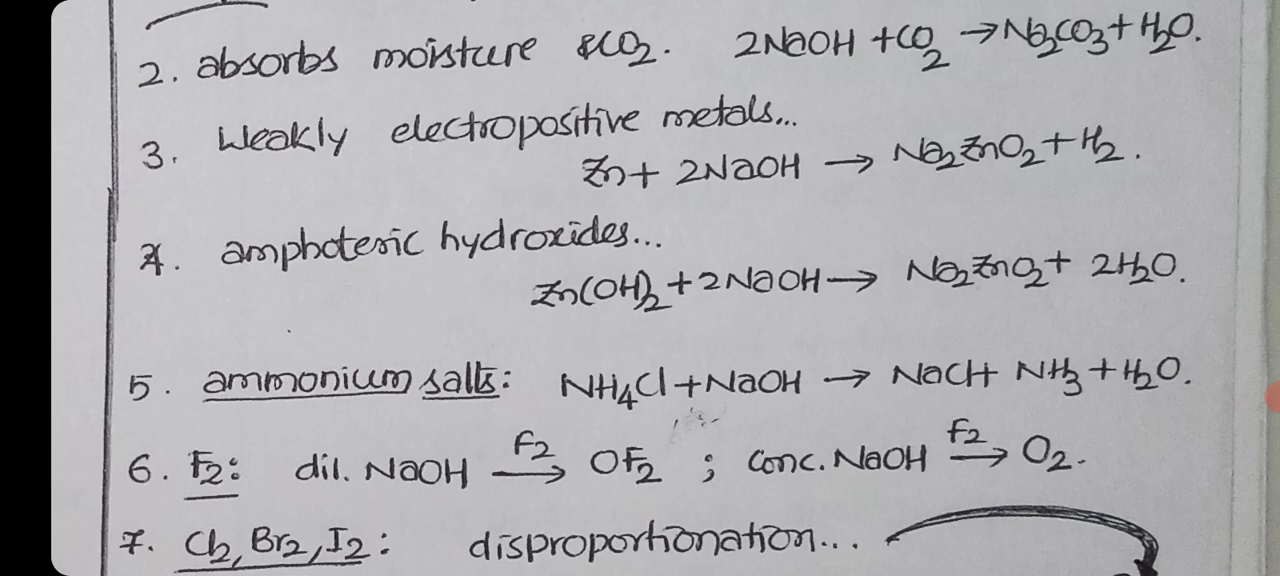 2. absorbs moisture & CO₂. 2NaOH + CO₂ → Na₂CO₃ + H₂O.
3. Weakly electropositive metals...
Zn + 2NaOH → Na₂ZnO₂ + H₂.
4. amphoteric hydroxides...
Zn(OH)₂ + 2NaOH → Na₂ZnO₂ + 2H₂O.
5. ammonium salts: NH₄Cl + NaOH → NaCl + NH₃ + H₂O.
6. F₂: dil. NaOH F₂→ OF₂ ; conc. NaOH F₂→ O₂.
7. Cl₂, Br₂, I₂: disproportionation...